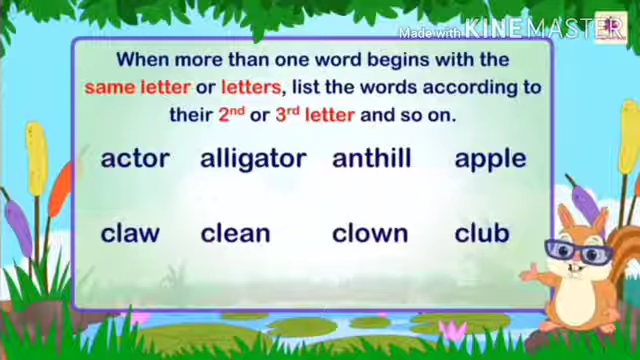 Made with KINEMASTER
When more than one word begins with the
same letter or letters, list the words according to
their 2nd or 3rd letter and so on.
actor alligator anthill apple
claw clean clown club